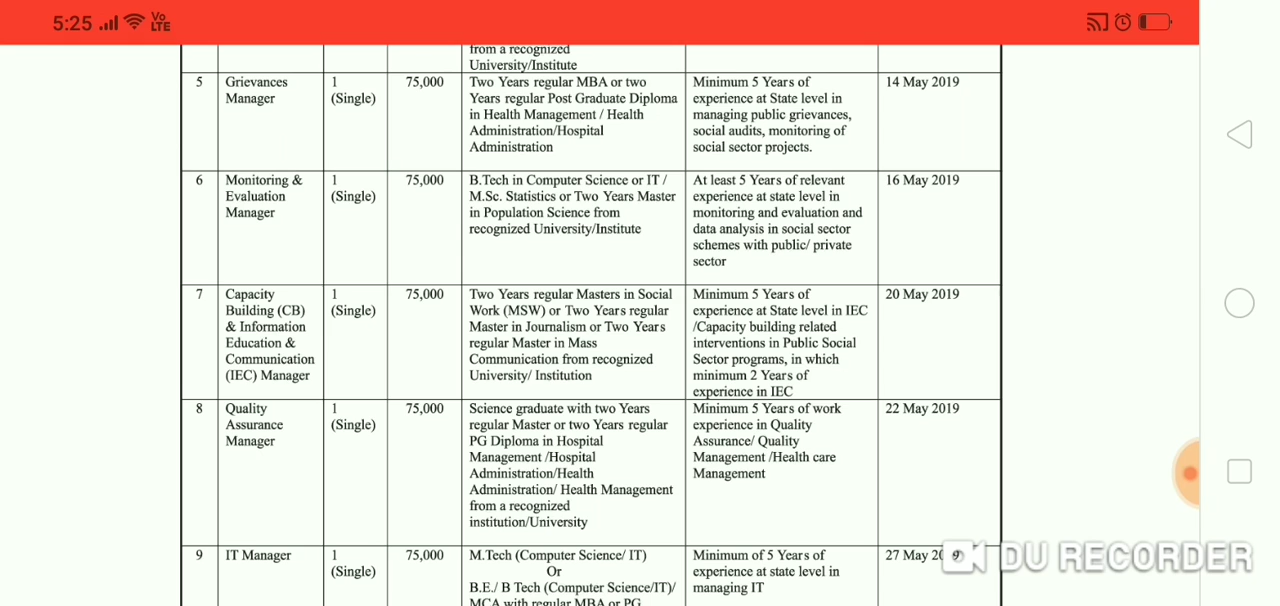 5:25 Vo LTE
from a recognized
University/Institute
5 Grievances Manager 1 (Single) 75,000 Two Years regular MBA or two Years regular Post Graduate Diploma in Health Management / Health Administration/Hospital Administration Minimum 5 Years of experience at State level in managing public grievances, social audits, monitoring of social sector projects. 14 May 2019
6 Monitoring & Evaluation Manager 1 (Single) 75,000 B.Tech in Computer Science or IT / M.Sc. Statistics or Two Years Master in Population Science from recognized University/Institute At least 5 Years of relevant experience at state level in monitoring and evaluation and data analysis in social sector schemes with public/ private sector 16 May 2019
7 Capacity Building (CB) & Information Education & Communication (IEC) Manager 1 (Single) 75,000 Two Years regular Masters in Social Work (MSW) or Two Years regular Master in Journalism or Two Years regular Master in Mass Communication from recognized University/ Institution Minimum 5 Years of experience at State level in IEC /Capacity building related interventions in Public Social Sector programs, in which minimum 2 Years of experience in IEC 20 May 2019
8 Quality Assurance Manager 1 (Single) 75,000 Science graduate with two Years regular Master or two Years regular PG Diploma in Hospital Management /Hospital Administration/Health Administration/ Health Management from a recognized institution/University Minimum 5 Years of work experience in Quality Assurance/ Quality Management /Health care Management 22 May 2019
9 IT Manager 1 (Single) 75,000 M.Tech (Computer Science/ IT) Or B.E./ B Tech (Computer Science/IT)/ MCA with regular MBA or PG Minimum of 5 Years of experience at state level in managing IT 27 May 2019
DU RECORDER